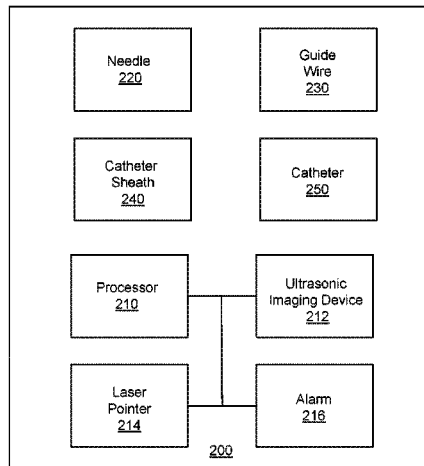 Needle
220
Guide
Wire
230
Catheter
Sheath
240
Catheter
250
Processor
210
Ultrasonic
Imaging Device
212
Laser
Pointer
214
Alarm
216
200